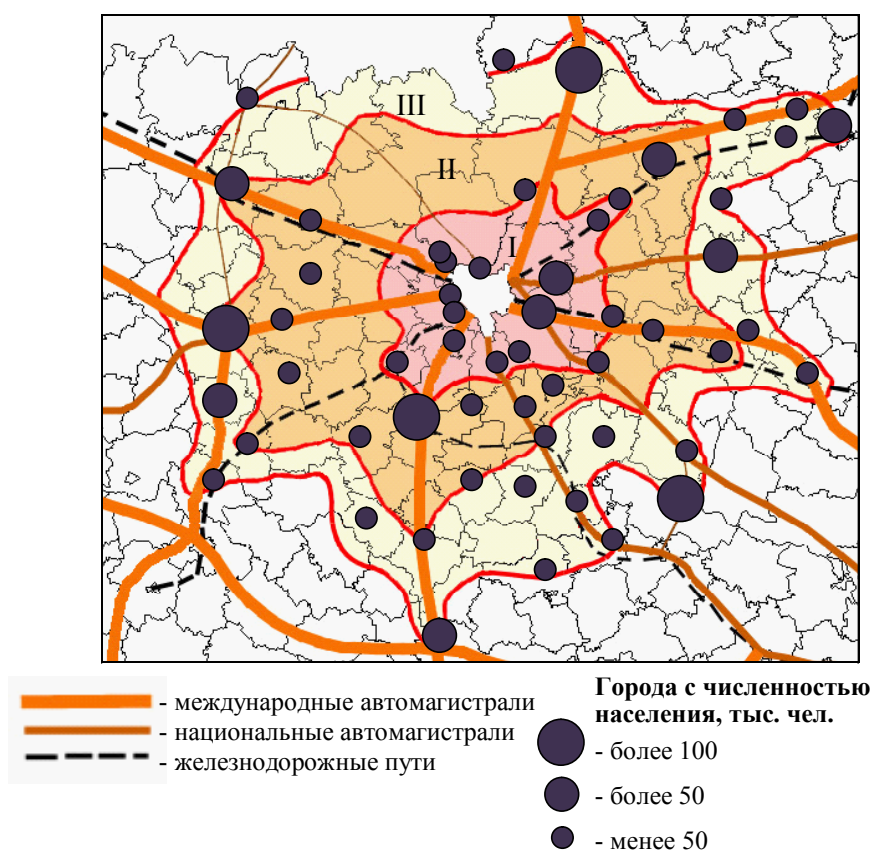 III
II
I
- международные автомагистрали
- национальные автомагистрали
- железнодорожные пути
Города с численностью
населения, тыс. чел.
- более 100
- более 50
- менее 50